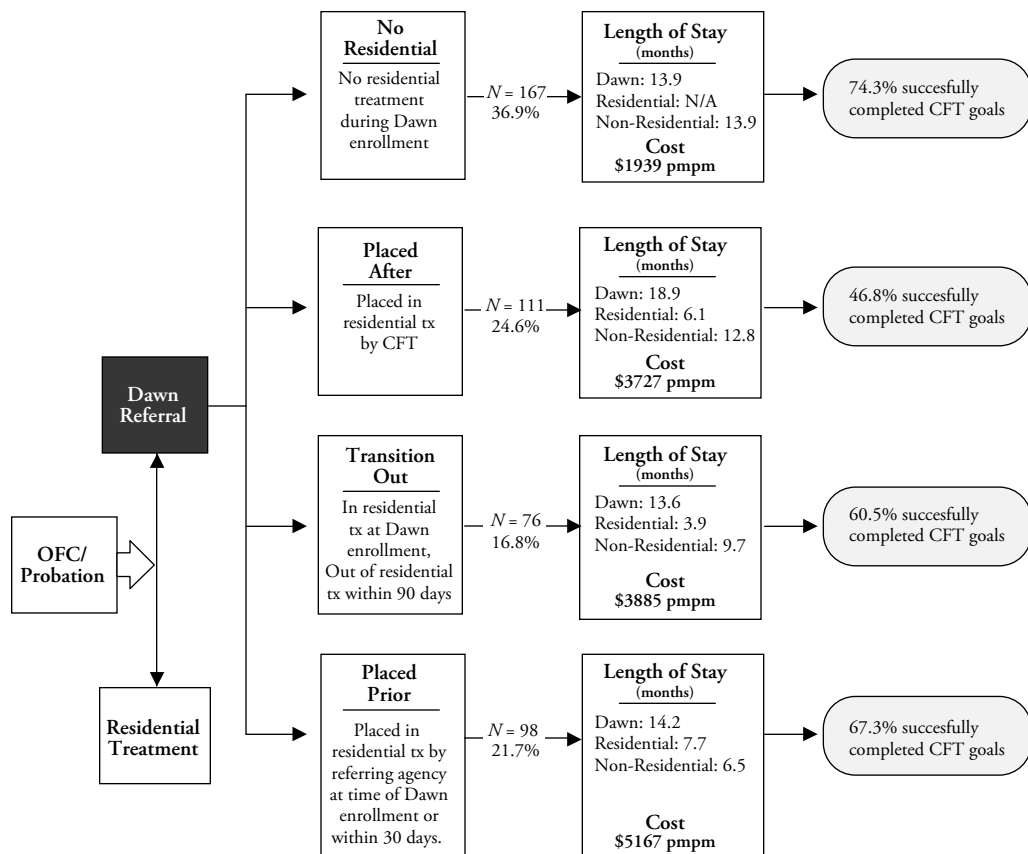 No
Residential
No residential
treatment
during Dawn
enrollment
N = 167
36.9%
Length of Stay
(months)
Dawn: 13.9
Residential: N/A
Non-Residential: 13.9
Cost
$1939 pmpm
74.3% succesfully
completed CFT goals
Placed
After
Placed in
residential tx
by CFT
N = 111
24.6%
Length of Stay
(months)
Dawn: 18.9
Residential: 6.1
Non-Residential: 12.8
Cost
$3727 pmpm
46.8% succesfully
completed CFT goals
Dawn
Referral
OFC/
Probation
Residential
Treatment
Transition
Out
In residential
tx at Dawn
enrollment,
Out of residential
tx within 90 days
N = 76
16.8%
Length of Stay
(months)
Dawn: 13.6
Residential: 3.9
Non-Residential: 9.7
Cost
$3885 pmpm
60.5% succesfully
completed CFT goals
Placed
Prior
Placed in
residential tx by
referring agency
at time of Dawn
enrollment or
within 30 days.
N = 98
21.7%
Length of Stay
(months)
Dawn: 14.2
Residential: 7.7
Non-Residential: 6.5
Cost
$5167 pmpm
67.3% succesfully
completed CFT goals